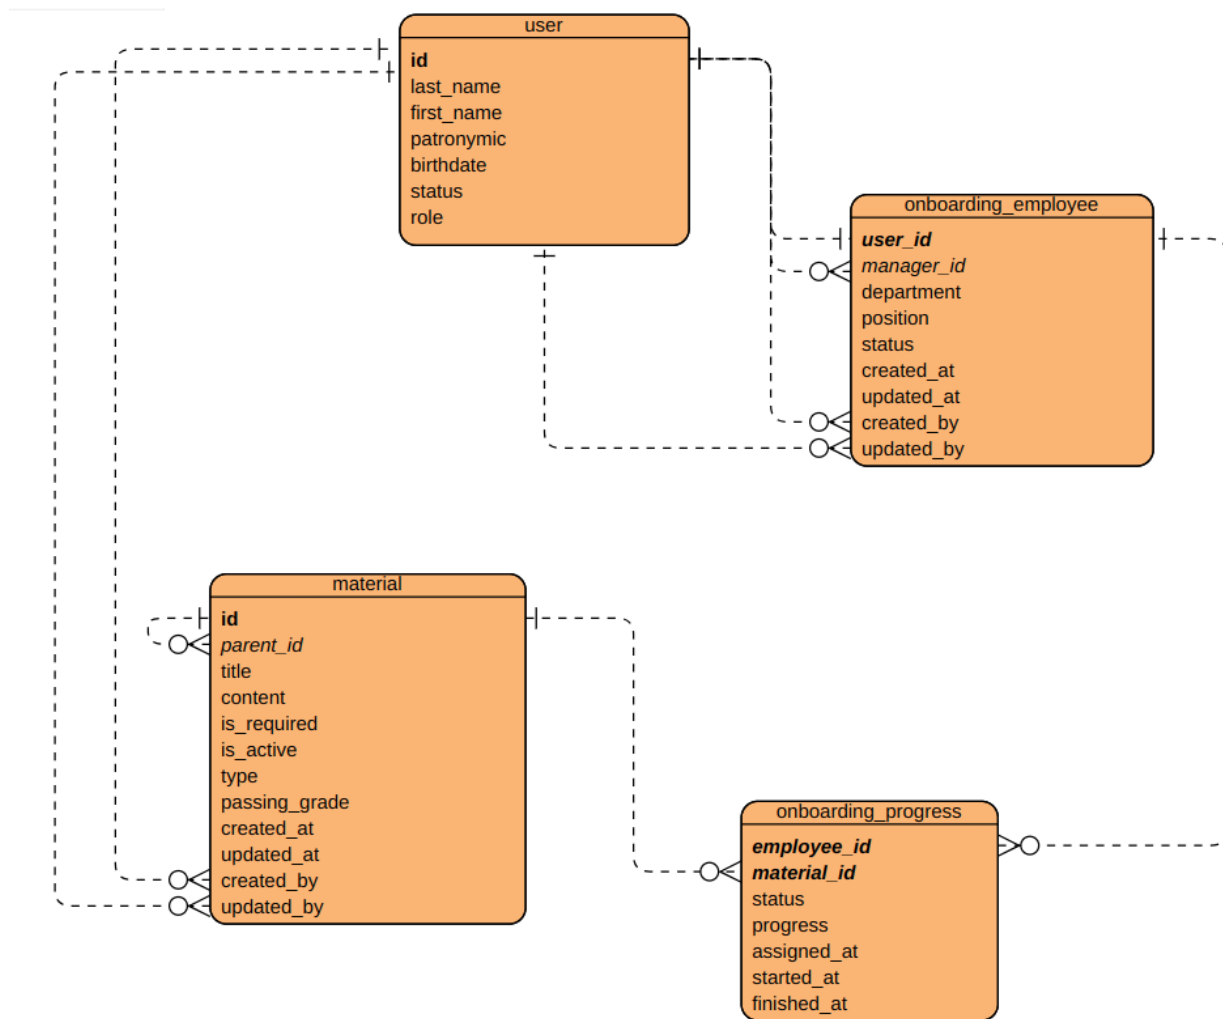 user
id
last_name
first_name
patronymic
birthdate
status
role
onboarding_employee
user_id
manager_id
department
position
status
created_at
updated_at
created_by
updated_by
material
id
parent_id
title
content
is_required
is_active
type
passing_grade
created_at
updated_at
created_by
updated_by
onboarding_progress
employee_id
material_id
status
progress
assigned_at
started_at
finished_at